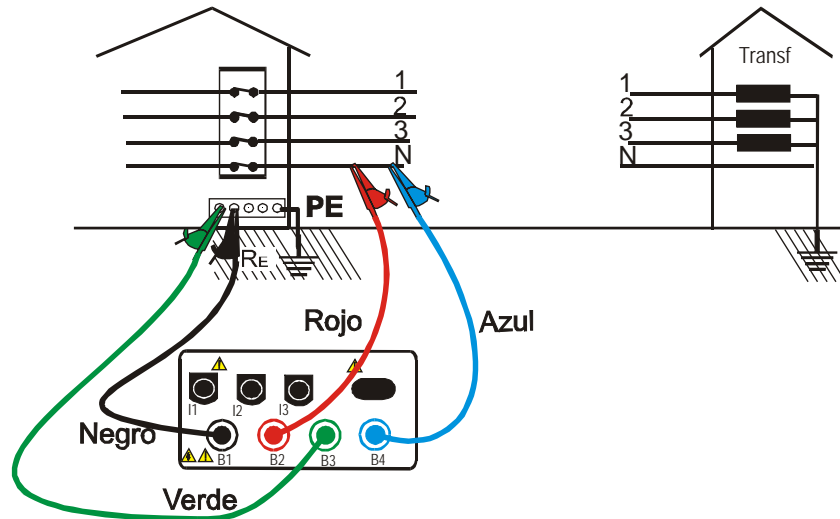 Transf
1
2
3
N
1
2
3
N
PE
RE
Rojo
Azul
I1
I2
I3
Negro
B1
B2
B3
B4
Verde